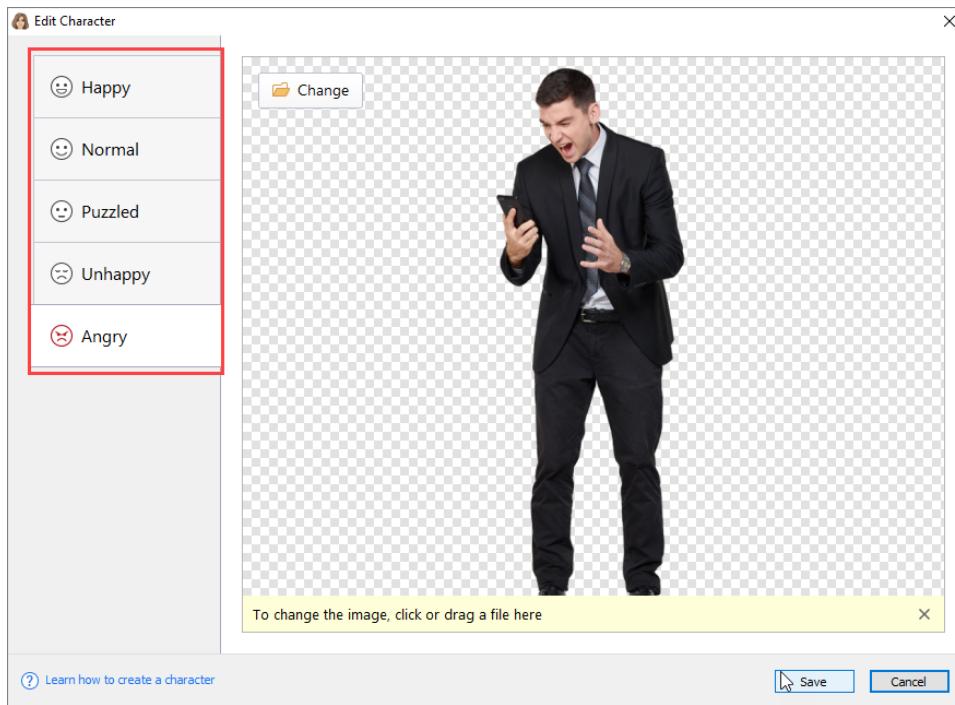 Edit Character
Happy
Normal
Puzzled
Unhappy
Angry
Change
To change the image, click or drag a file here
Learn how to create a character
Save
Cancel